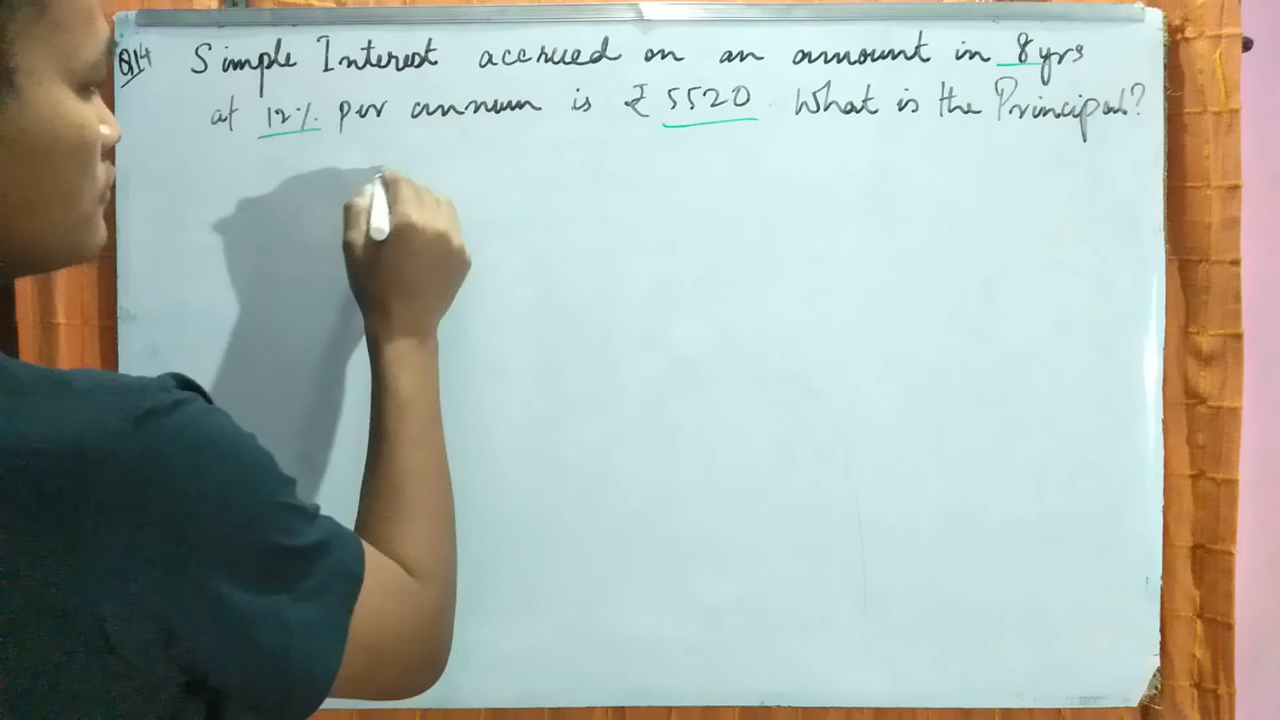 Q14 Simple Interest accrued on an amount in 8yrs
at 12% per annum is ₹ 5520. What is the Principal?